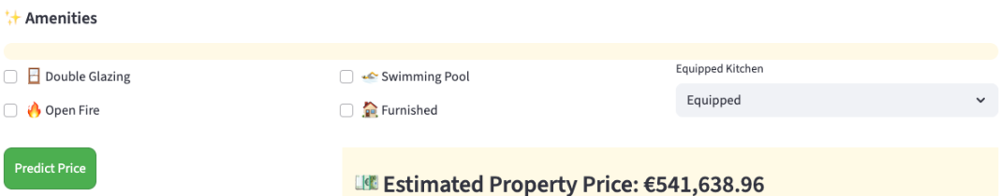 ✨ Amenities
🪟 Double Glazing
🏊 Swimming Pool
Equipped Kitchen
Equipped
🔥 Open Fire
🏠 Furnished
Predict Price
💵 Estimated Property Price: €541,638.96